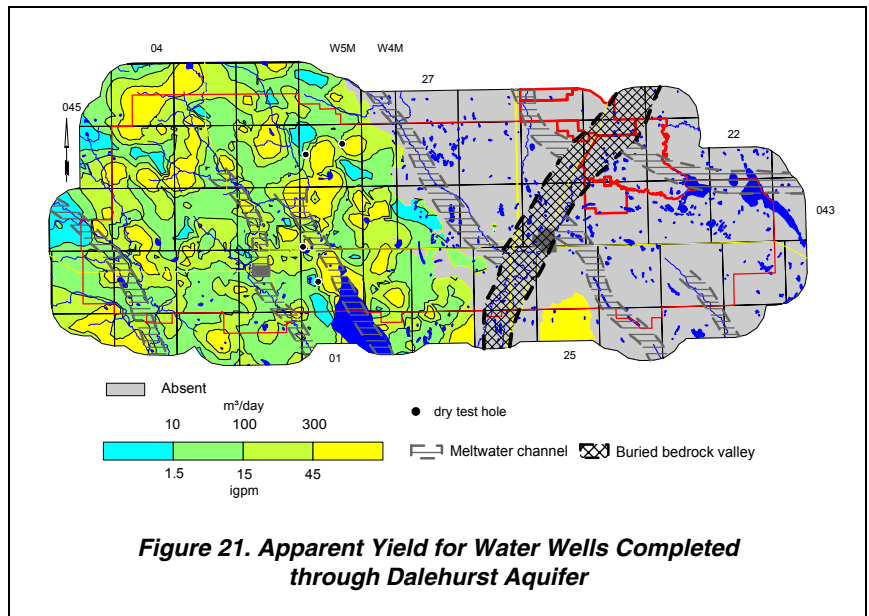 04
W5M W4M
27
045
22
043
01
25
Absent
m³/day
10 100 300
dry test hole
Meltwater channel
Buried bedrock valley
1.5 15 45
igpm
Figure 21. Apparent Yield for Water Wells Completed
through Dalehurst Aquifer